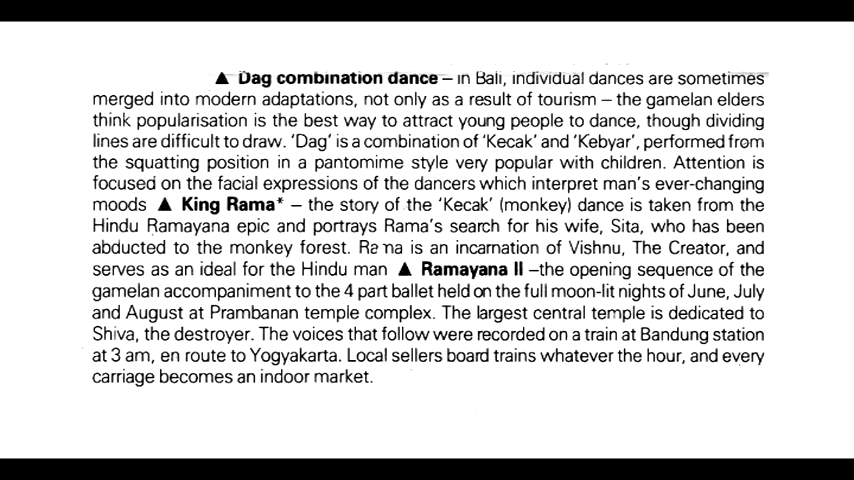 ▲ Dag combination dance – in Bali, individual dances are sometimes
merged into modern adaptations, not only as a result of tourism – the gamelan elders
think popularisation is the best way to attract young people to dance, though dividing
lines are difficult to draw. 'Dag' is a combination of 'Kecak' and 'Kebyar', performed from
the squatting position in a pantomime style very popular with children. Attention is
focused on the facial expressions of the dancers which interpret man's ever-changing
moods ▲ King Rama* – the story of the 'Kecak' (monkey) dance is taken from the
Hindu Ramayana epic and portrays Rama's search for his wife, Sita, who has been
abducted to the monkey forest. Rama is an incarnation of Vishnu, The Creator, and
serves as an ideal for the Hindu man ▲ Ramayana II –the opening sequence of the
gamelan accompaniment to the 4 part ballet held on the full moon-lit nights of June, July
and August at Prambanan temple complex. The largest central temple is dedicated to
Shiva, the destroyer. The voices that follow were recorded on a train at Bandung station
at 3 am, en route to Yogyakarta. Local sellers board trains whatever the hour, and every
carriage becomes an indoor market.